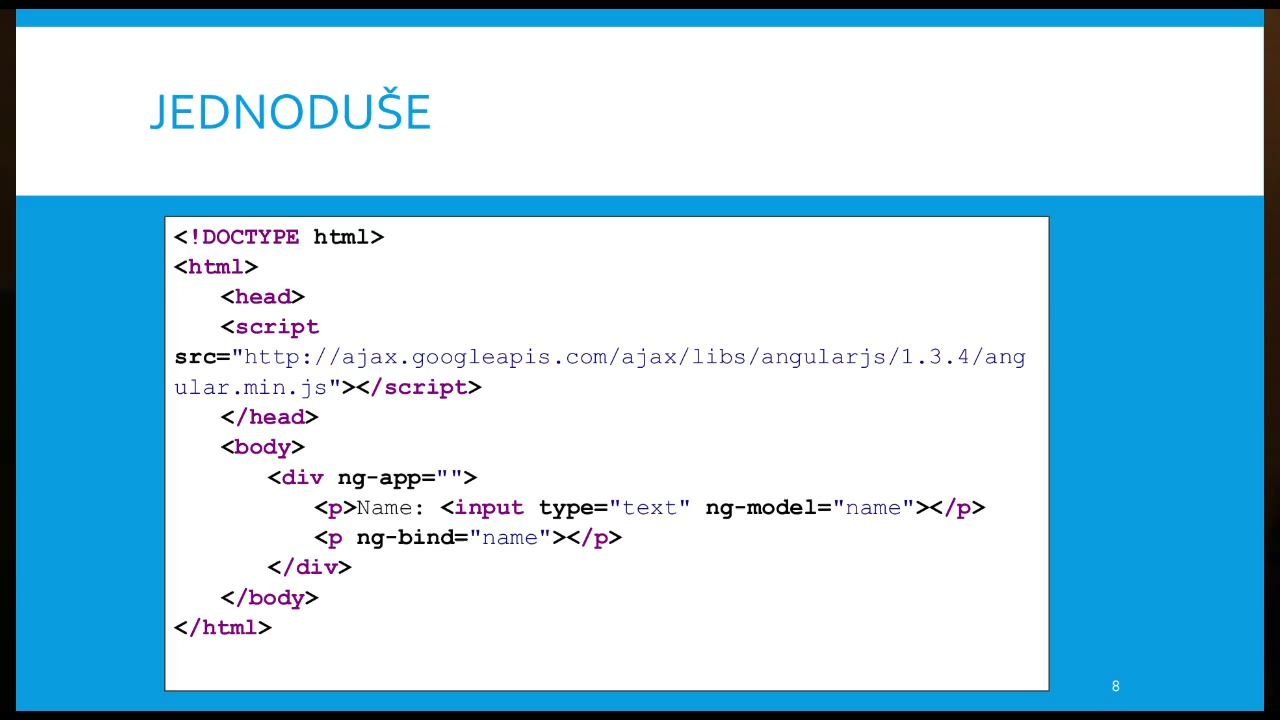 JEDNODUŠE
<!DOCTYPE html>
<html>
<head>
<script
src="http://ajax.googleapis.com/ajax/libs/angularjs/1.3.4/ang
ular.min.js"></script>
</head>
<body>
<div ng-app="">
<p>Name: <input type="text" ng-model="name"></p>
<p ng-bind="name"></p>
</div>
</body>
</html>
8